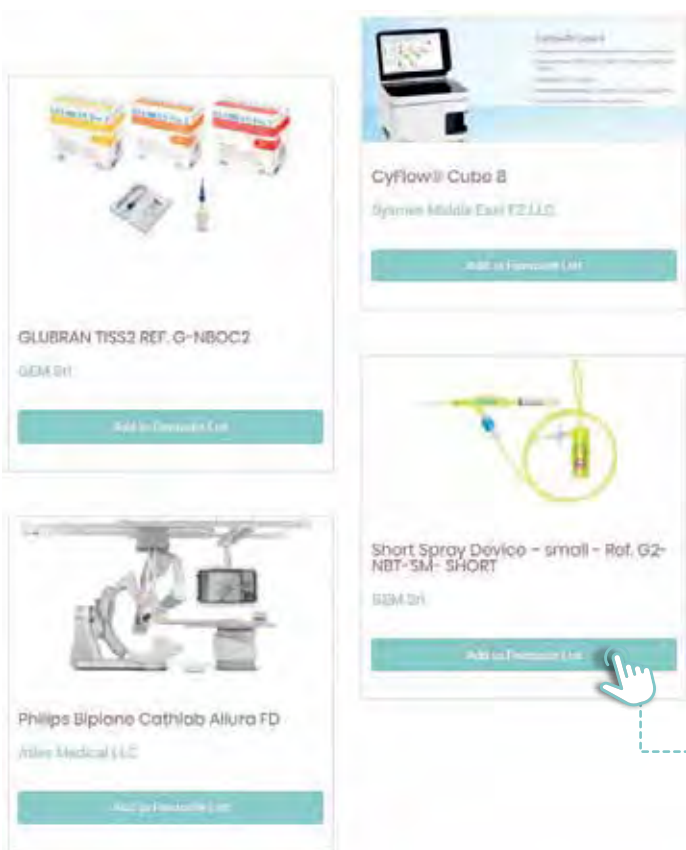 GLUBRAN TISS2 REF. G-NBOC2
GEM Srl
Add to Favourite List
Philips Biplane Cathlab Allura FD
Atlas Medical LLC
Add to Favourite List
CyFlow® Cube 8
Sysmex Middle East FZ LLC
Add to Favourite List
Short Spray Device - small - Ref. G2-
NBT-SM- SHORT
GEM Srl
Add to Favourite List